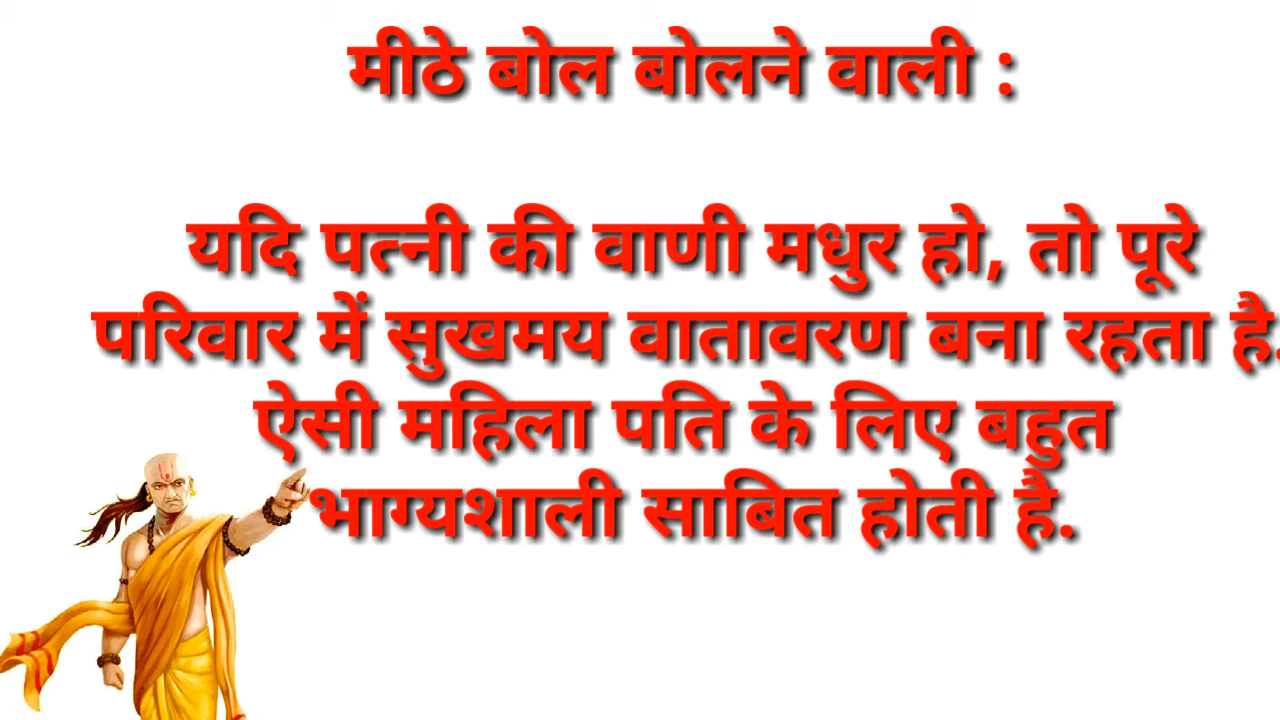 मीठे बोल बोलने वाली :
यदि पत्नी की वाणी मधुर हो, तो पूरे
परिवार में सुखमय वातावरण बना रहता है.
ऐसी महिला पति के लिए बहुत
भाग्यशाली साबित होती है.